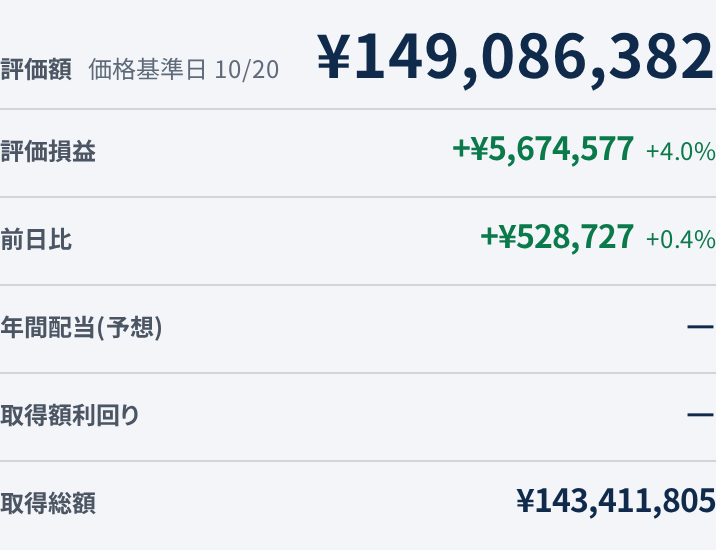 評価額 価格基準日 10/20 ¥149,086,382
評価損益 +¥5,674,577 +4.0%
前日比 +¥528,727 +0.4%
年間配当(予想) —
取得額利回り —
取得総額 ¥143,411,805